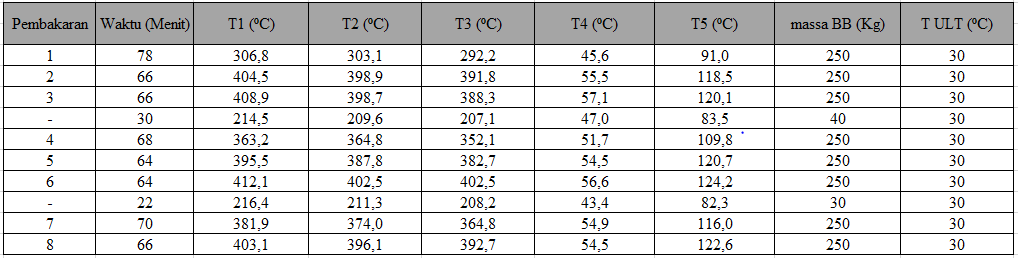 Pembakaran Waktu (Menit) T1 (⁰C) T2 (⁰C) T3 (⁰C) T4 (⁰C) T5 (⁰C) massa BB (Kg) T ULT (⁰C)
1 78 306,8 303,1 292,2 45,6 91,0 250 30
2 66 404,5 398,9 391,8 55,5 118,5 250 30
3 66 408,9 398,7 388,3 57,1 120,1 250 30
- 30 214,5 209,6 207,1 47,0 83,5 40 30
4 68 363,2 364,8 352,1 51,7 109,8 250 30
5 64 395,5 387,8 382,7 54,5 120,7 250 30
6 64 412,1 402,5 402,5 56,6 124,2 250 30
- 22 216,4 211,3 208,2 43,4 82,3 30 30
7 70 381,9 374,0 364,8 54,9 116,0 250 30
8 66 403,1 396,1 392,7 54,5 122,6 250 30